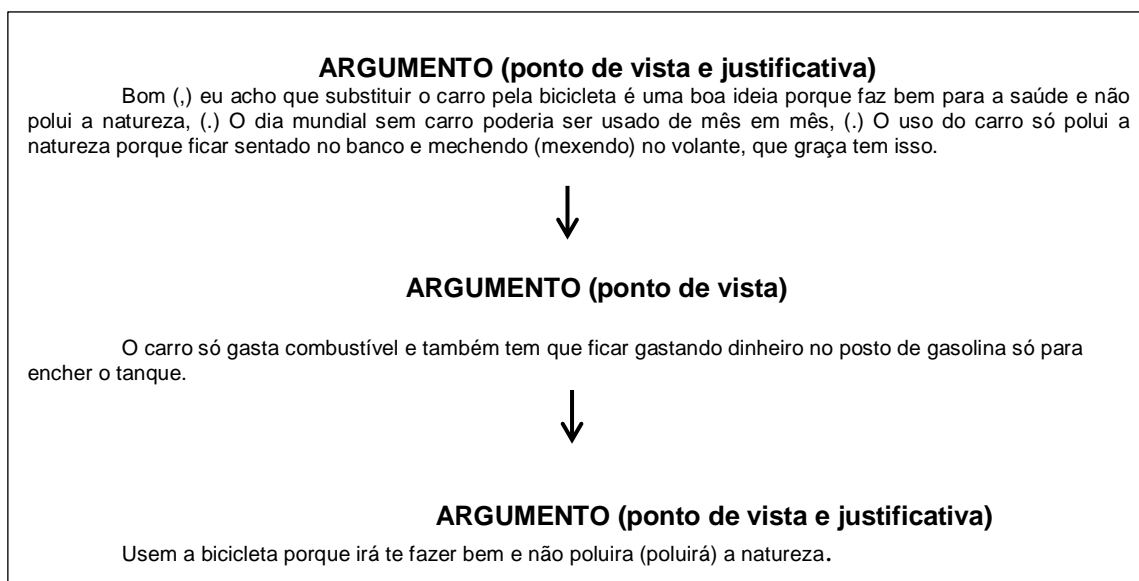 ARGUMENTO (ponto de vista e justificativa)
Bom (,) eu acho que substituir o carro pela bicicleta é uma boa ideia porque faz bem para a saúde e não
polui a natureza, (.) O dia mundial sem carro poderia ser usado de mês em mês, (.) O uso do carro só polui a
natureza porque ficar sentado no banco e mechendo (mexendo) no volante, que graça tem isso.
ARGUMENTO (ponto de vista)
O carro só gasta combustível e também tem que ficar gastando dinheiro no posto de gasolina só para
encher o tanque.
ARGUMENTO (ponto de vista e justificativa)
Usem a bicicleta porque irá te fazer bem e não poluira (poluirá) a natureza.